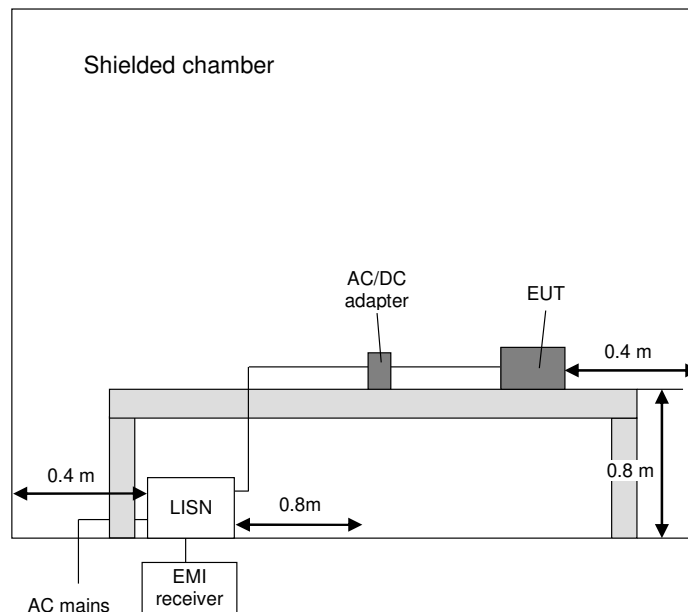 Shielded chamber
AC/DC
adapter
EUT
0.4 m
0.4 m
0.8 m
LISN
0.8m
EMI
receiver
AC mains